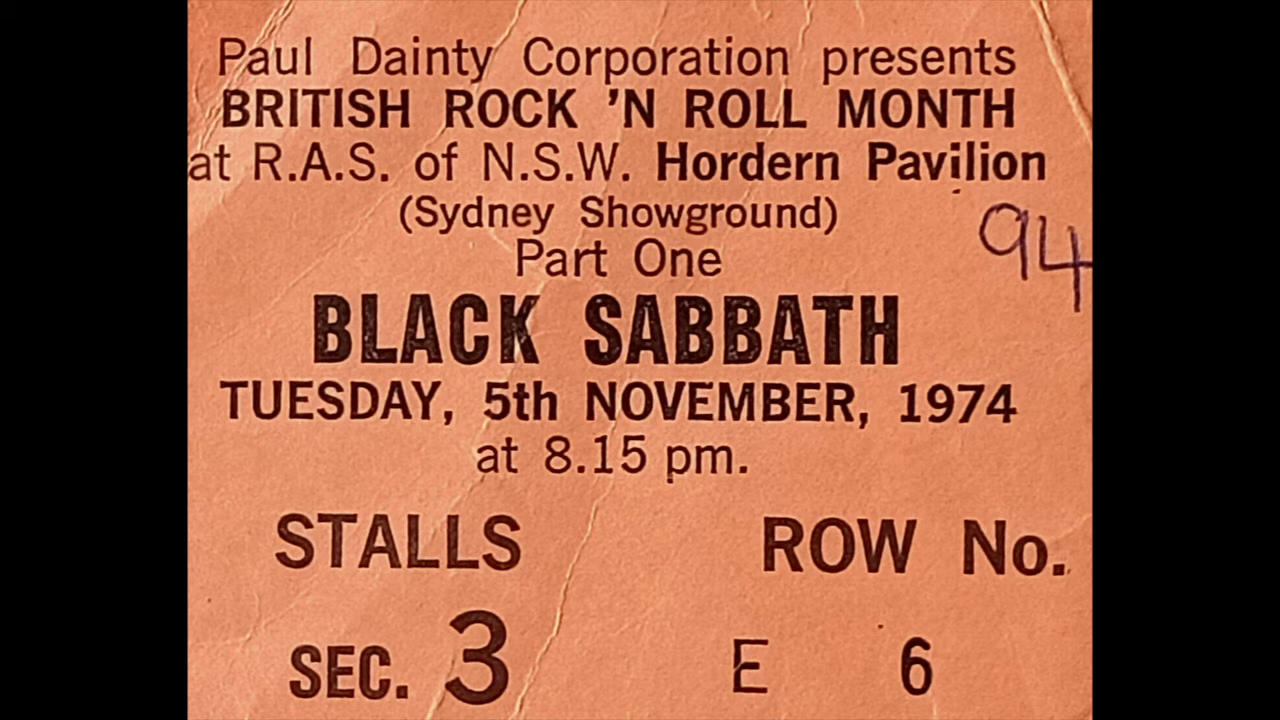 Paul Dainty Corporation presents
BRITISH ROCK 'N ROLL MONTH
at R.A.S. of N.S.W. Hordern Pavilion
(Sydney Showground)
94
Part One
BLACK SABBATH
TUESDAY, 5th NOVEMBER, 1974
at 8.15 pm.
STALLS ROW No.
SEC. 3 E 6